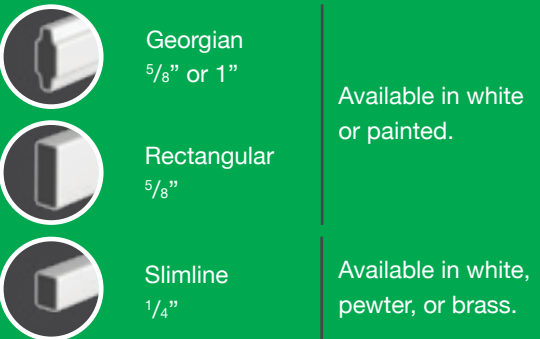 Georgian
5/8” or 1”
Available in white
or painted.
Rectangular
5/8”
Slimline
1/4”
Available in white,
pewter, or brass.